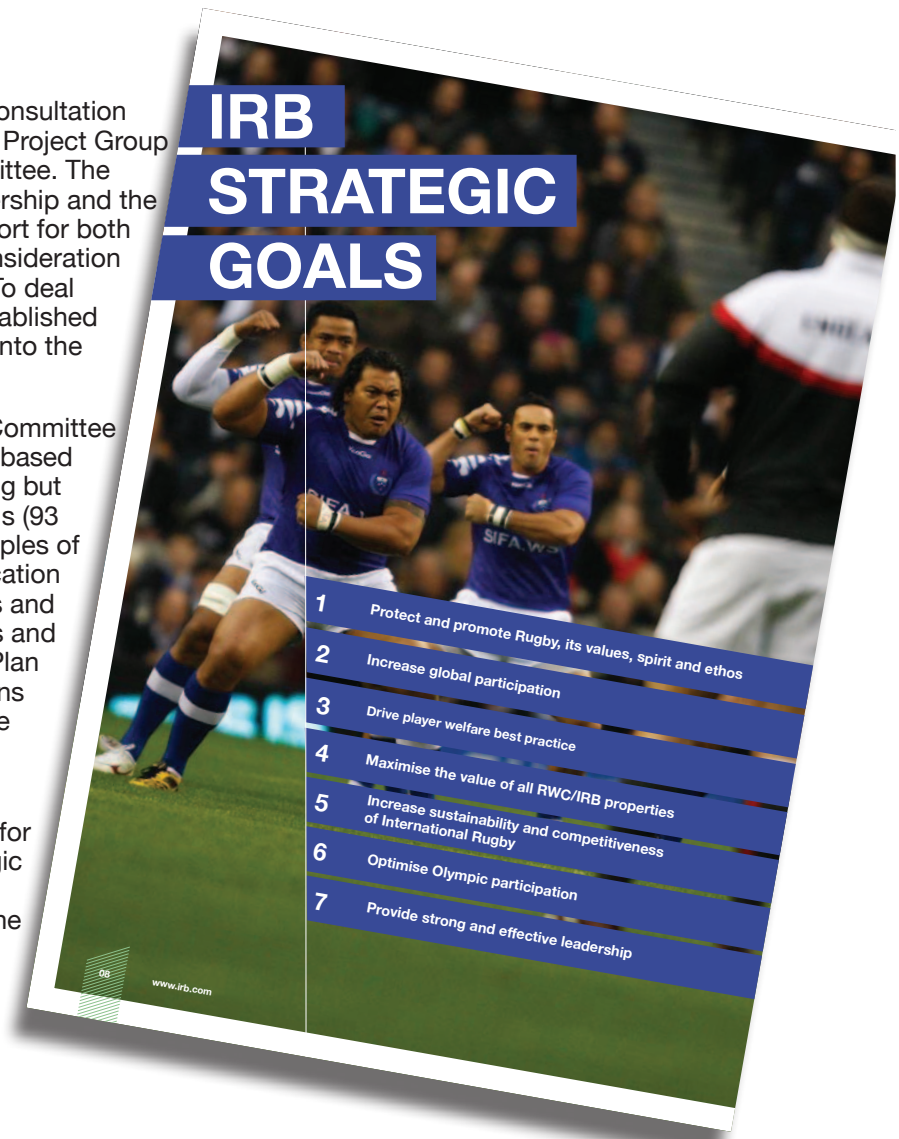 onsultation
Project Group
ittee. The
rship and the
ort for both
nsideration
To deal
ablished
nto the
Committee
based
g but
s (93
ples of
cation
s and
s and
Plan
ns
e
for
gic
ne
IRB
STRATEGIC
GOALS
SIFA.WS
1 Protect and promote Rugby, its values, spirit and ethos
2 Increase global participation
3 Drive player welfare best practice
4 Maximise the value of all RWC/IRB properties
5 Increase sustainability and competitiveness
of International Rugby
6 Optimise Olympic participation
7 Provide strong and effective leadership
08
www.irb.com